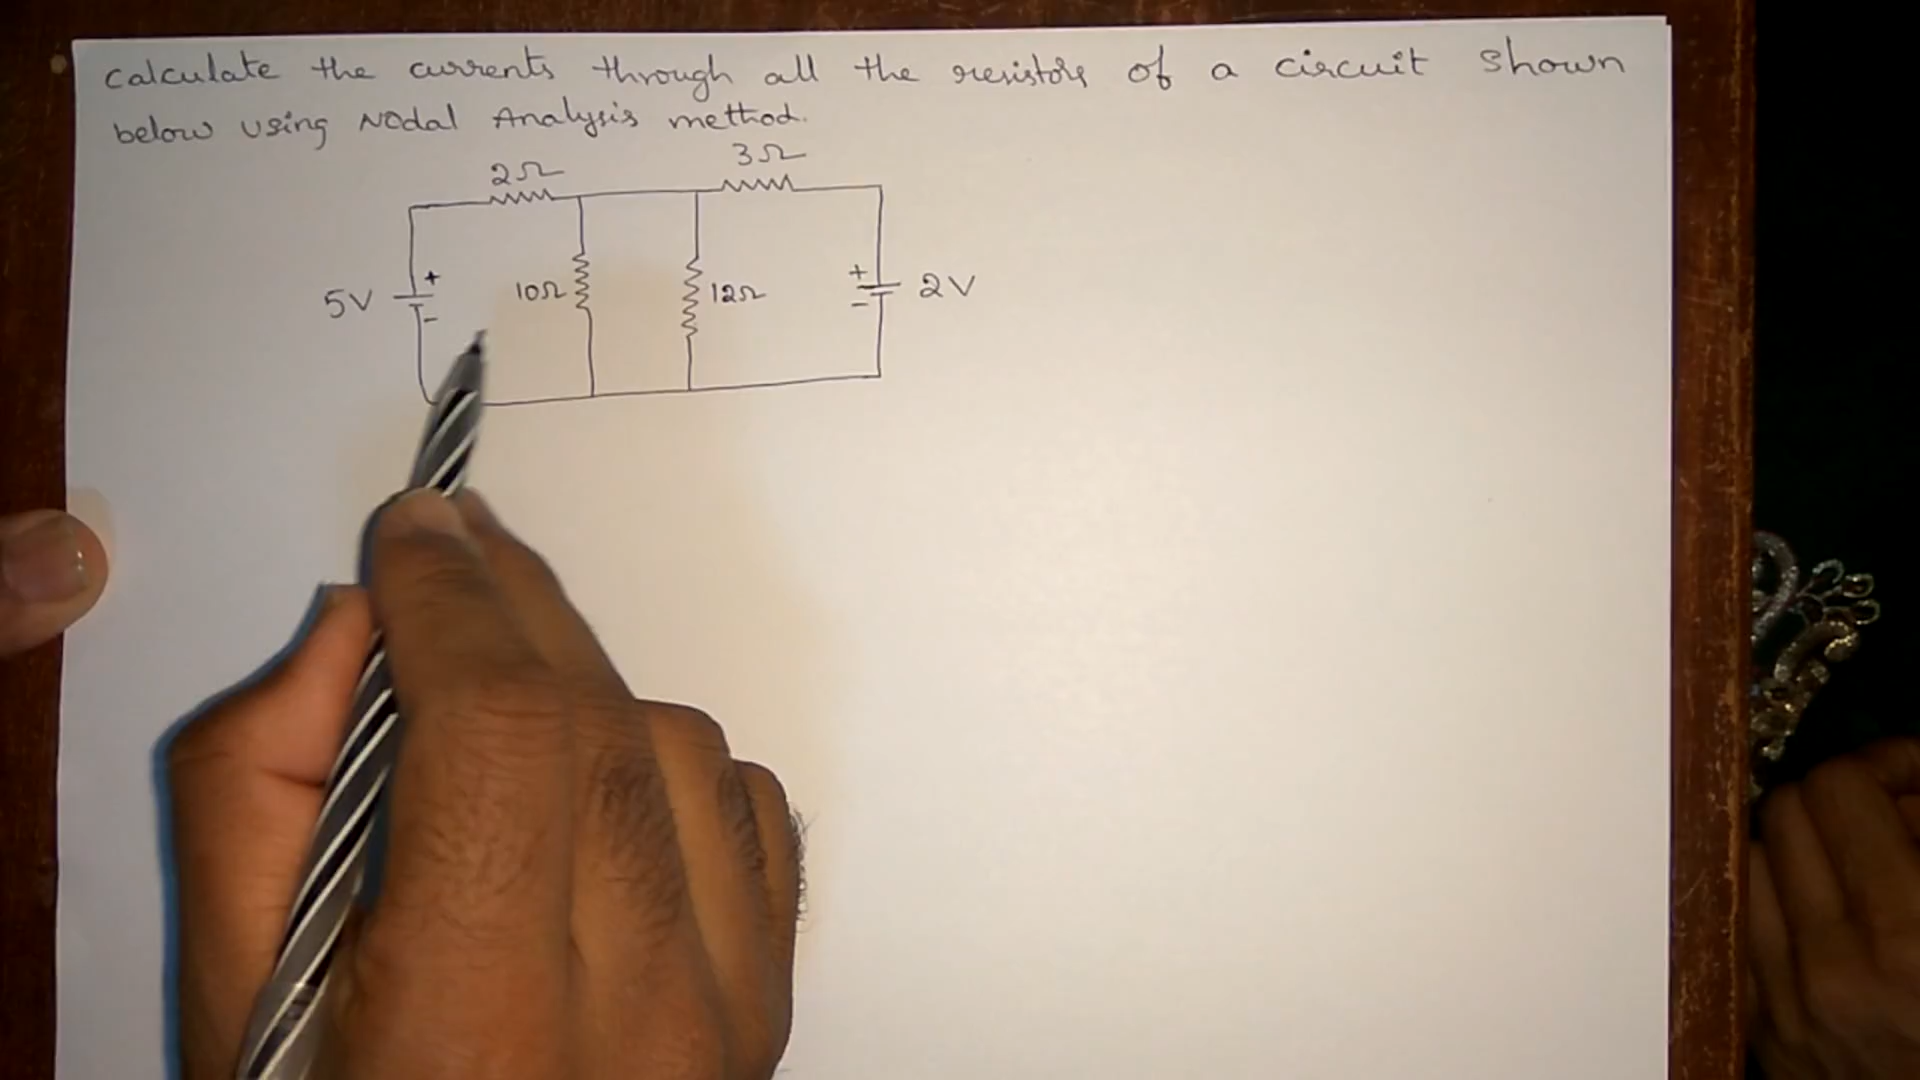 calculate the currents through all the resistors of a circuit shown
below using Nodal Analysis method.
3Ω
2Ω
+
5V
-
10Ω
12Ω
+
-
2V